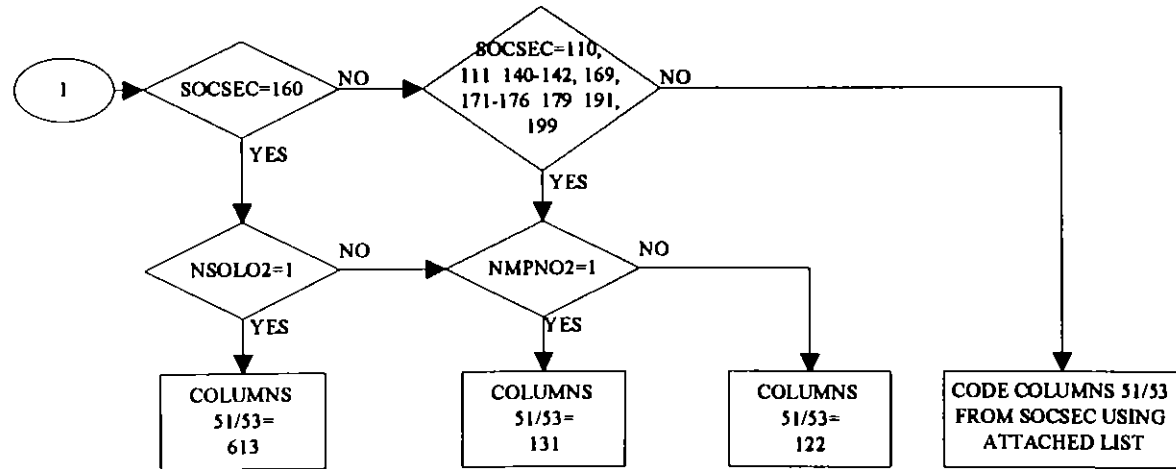 1
SOCSEC=160
NO
SOCSEC=110,
111 140-142, 169,
171-176 179 191,
199
NO
YES
YES
NSOLO2=1
NO
NMPNO2=1
NO
YES
YES
COLUMNS
51/53=
613
COLUMNS
51/53=
131
COLUMNS
51/53=
122
CODE COLUMNS 51/53
FROM SOCSEC USING
ATTACHED LIST